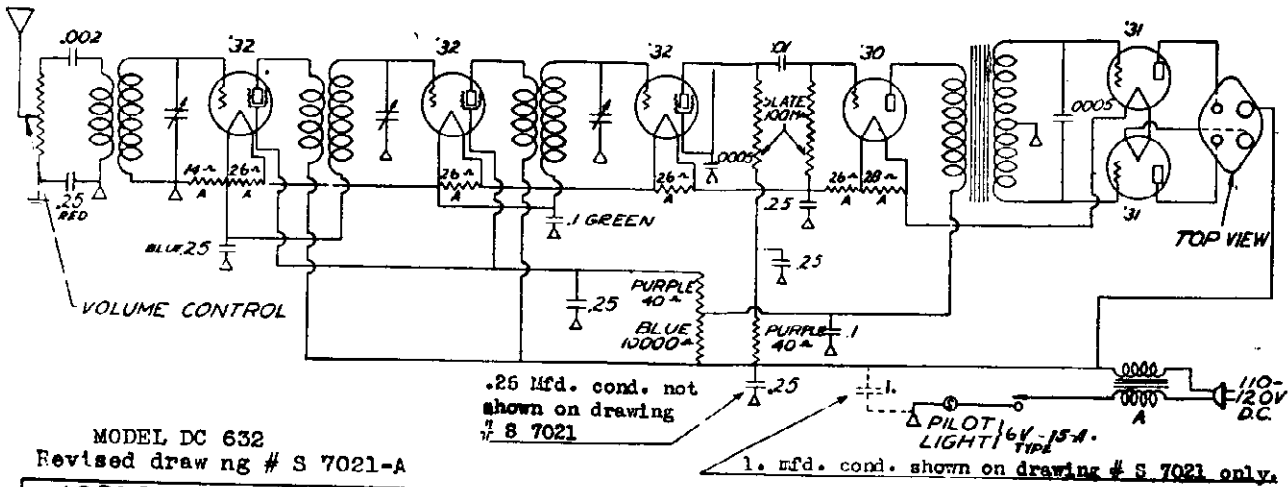 .002
'32
'32
'32
.01
'30
'31
.25
RED
14Ω
A
26Ω
A
26Ω
A
26Ω
A
.0005
.25
26Ω
A
28Ω
A
.0005
'31
TOP VIEW
BLUE .25
.1 GREEN
.25
VOLUME CONTROL
.25
PURPLE
40Ω
BLUE
10000Ω
PURPLE
40Ω
.1
.25 Mfd. cond. not
shown on drawing
# S 7021
.25
1.
PILOT
LIGHT
6V - .15-A.
TYPE
A
110-
120V
D.C.
MODEL DC 632
Revised draw ng # S 7021-A
1. mfd. cond. shown on drawing # S 7021 only.